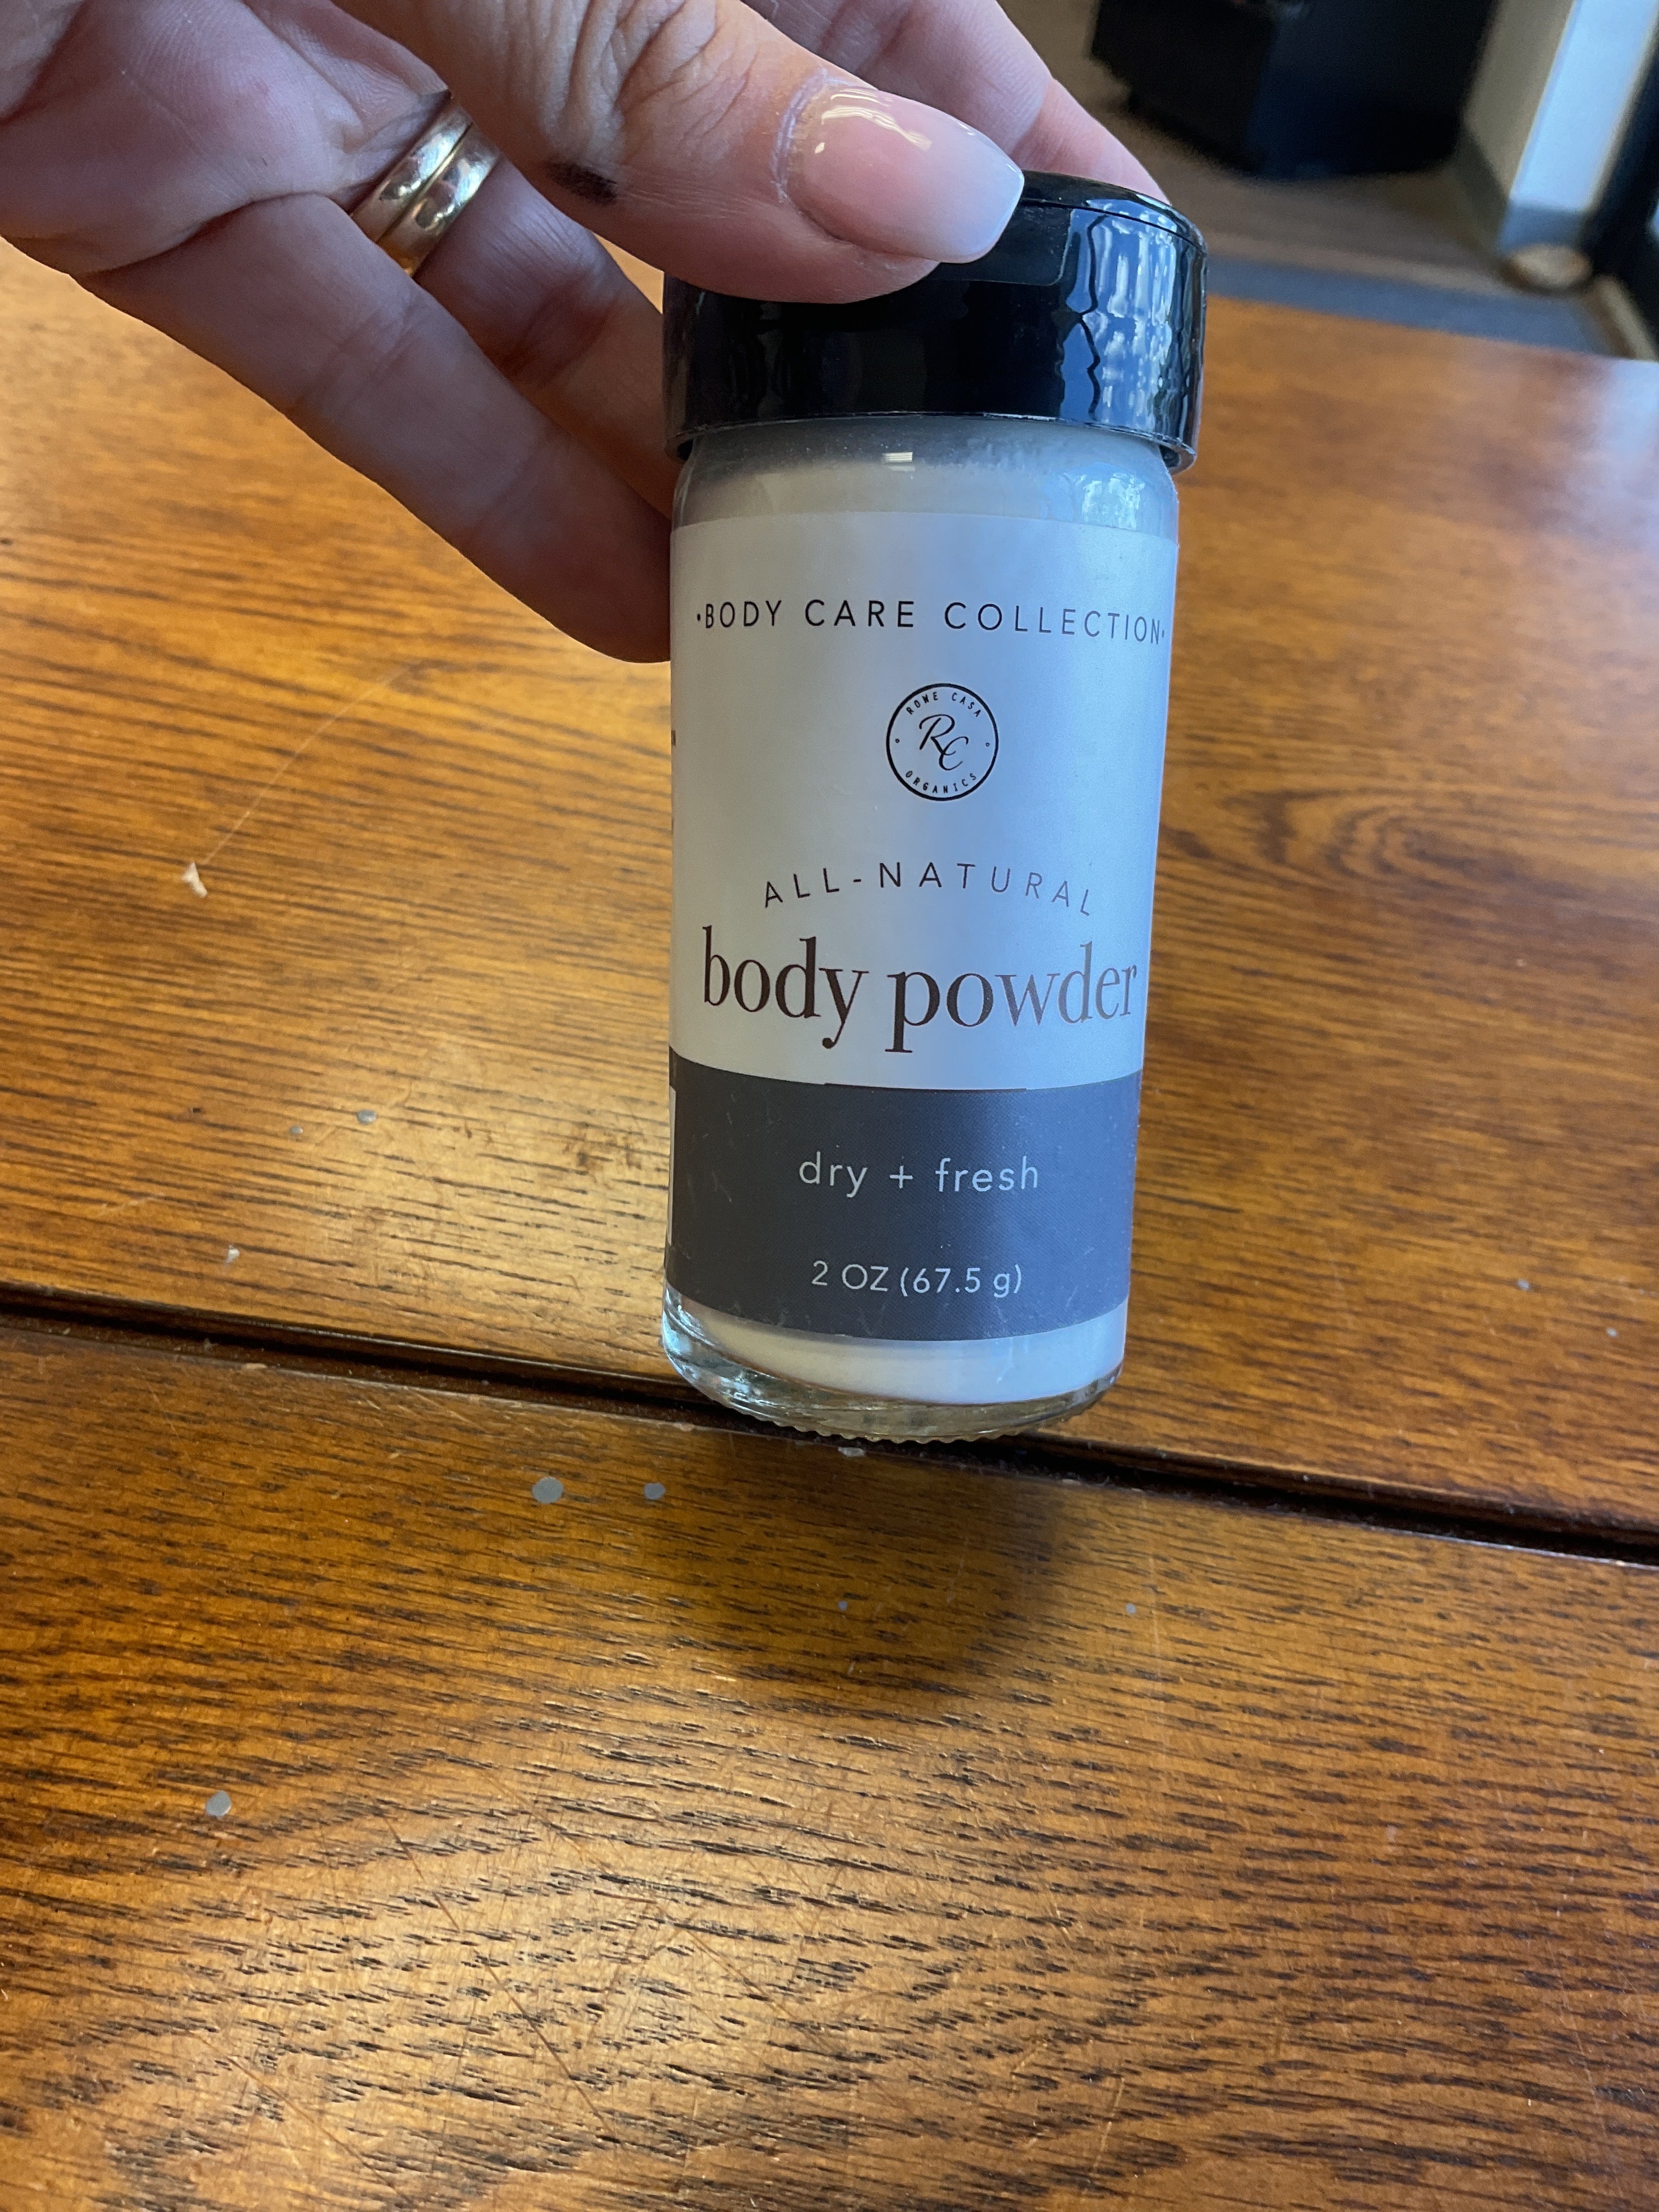 ·BODY CARE COLLECTION·
ROWE CASA
RC
ORGANICS
ALL-NATURAL
body powder
dry + fresh
2 OZ (67.5 g)